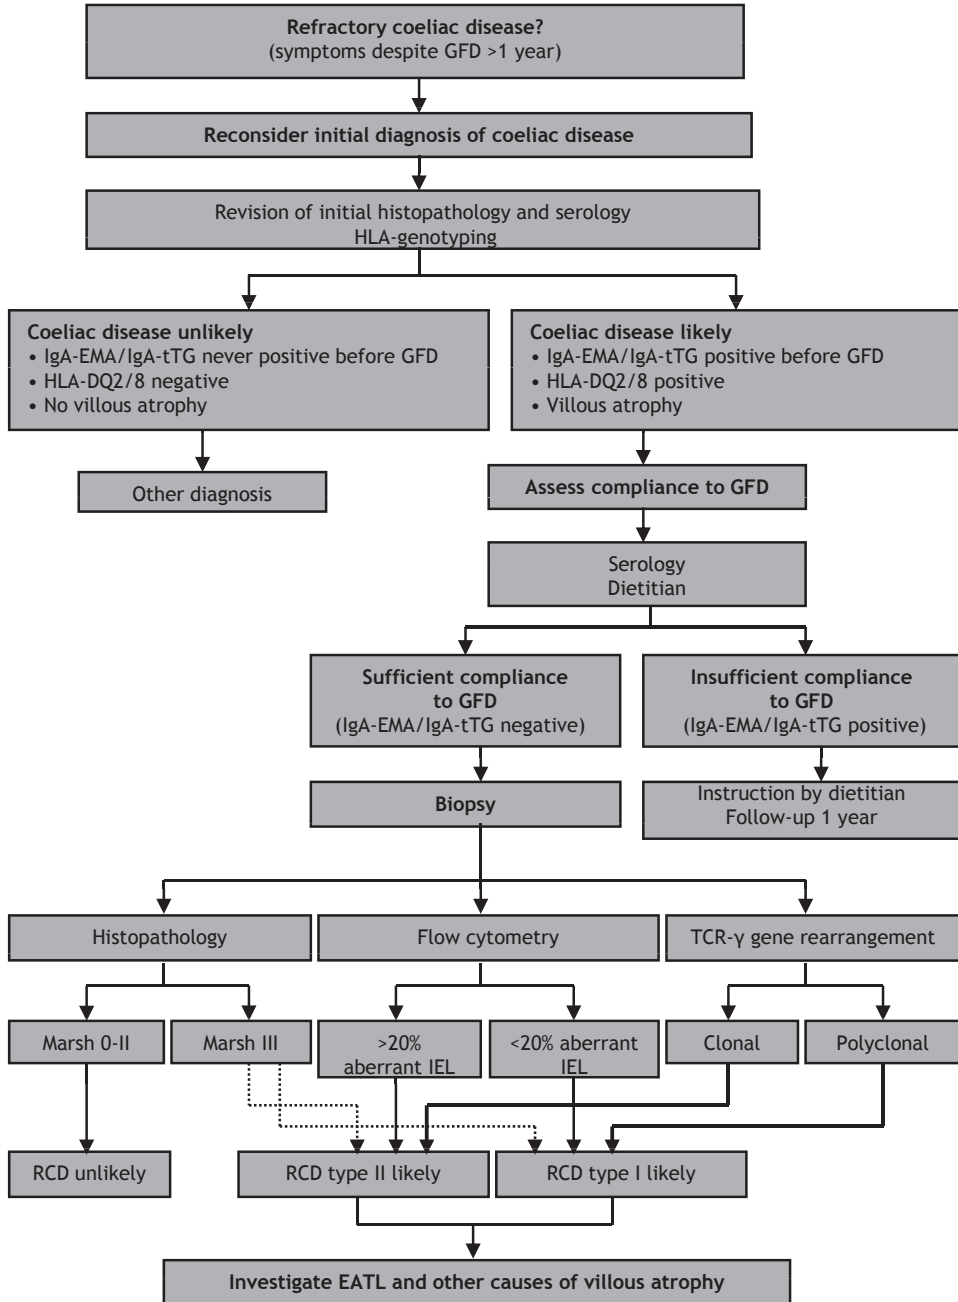 Refractory coeliac disease?
(symptoms despite GFD >1 year)
Reconsider initial diagnosis of coeliac disease
Revision of initial histopathology and serology
HLA-genotyping
Coeliac disease unlikely
• IgA-EMA/IgA-tTG never positive before GFD
• HLA-DQ2/8 negative
• No villous atrophy
Coeliac disease likely
• IgA-EMA/IgA-tTG positive before GFD
• HLA-DQ2/8 positive
• Villous atrophy
Other diagnosis
Assess compliance to GFD
Serology
Dietitian
Sufficient compliance
to GFD
(IgA-EMA/IgA-tTG negative)
Insufficient compliance
to GFD
(IgA-EMA/IgA-tTG positive)
Biopsy
Instruction by dietitian
Follow-up 1 year
Histopathology
Flow cytometry
TCR-γ gene rearrangement
Marsh 0-II
Marsh III
>20%
aberrant IEL
<20% aberrant
IEL
Clonal
Polyclonal
RCD unlikely
RCD type II likely
RCD type I likely
Investigate EATL and other causes of villous atrophy